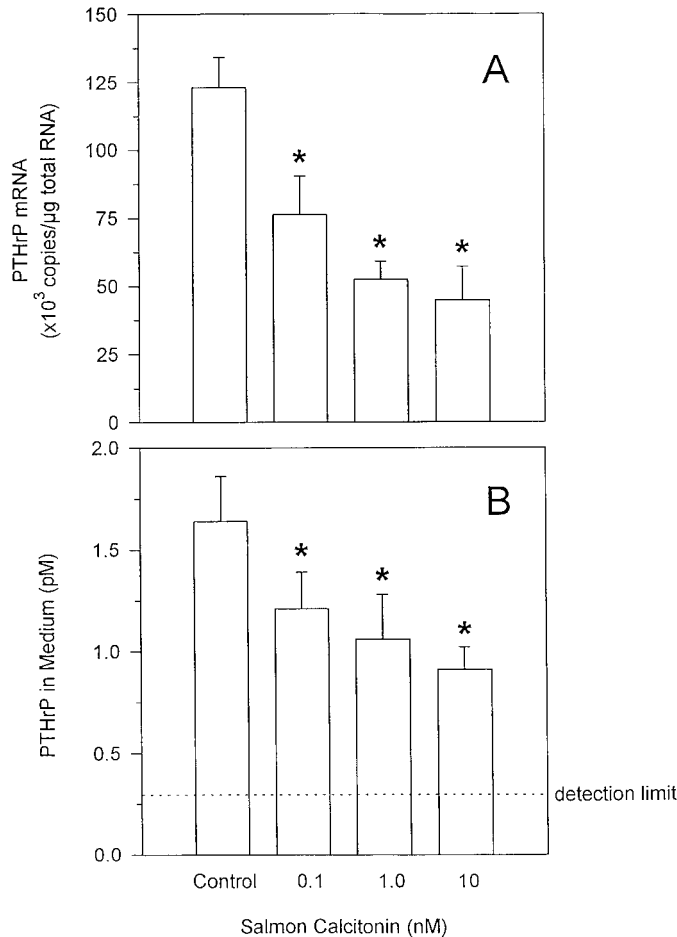 150
A
125
100
75
50
25
0
PTHrP mRNA
(x10³ copies/µg total RNA)
*
*
*
2.0
B
1.5
1.0
0.5
0.0
PTHrP in Medium (pM)
*
*
*
detection limit
Control 0.1 1.0 10
Salmon Calcitonin (nM)